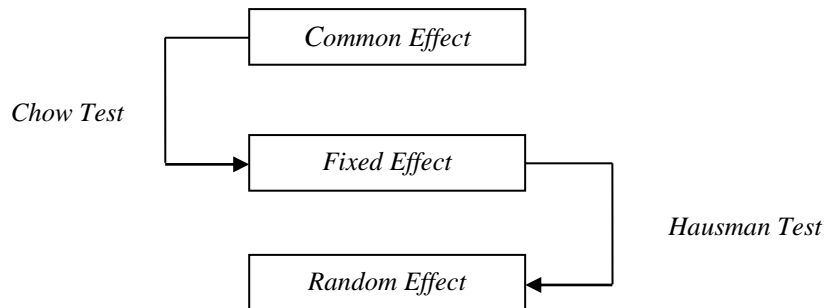 Common Effect
Chow Test
Fixed Effect
Hausman Test
Random Effect